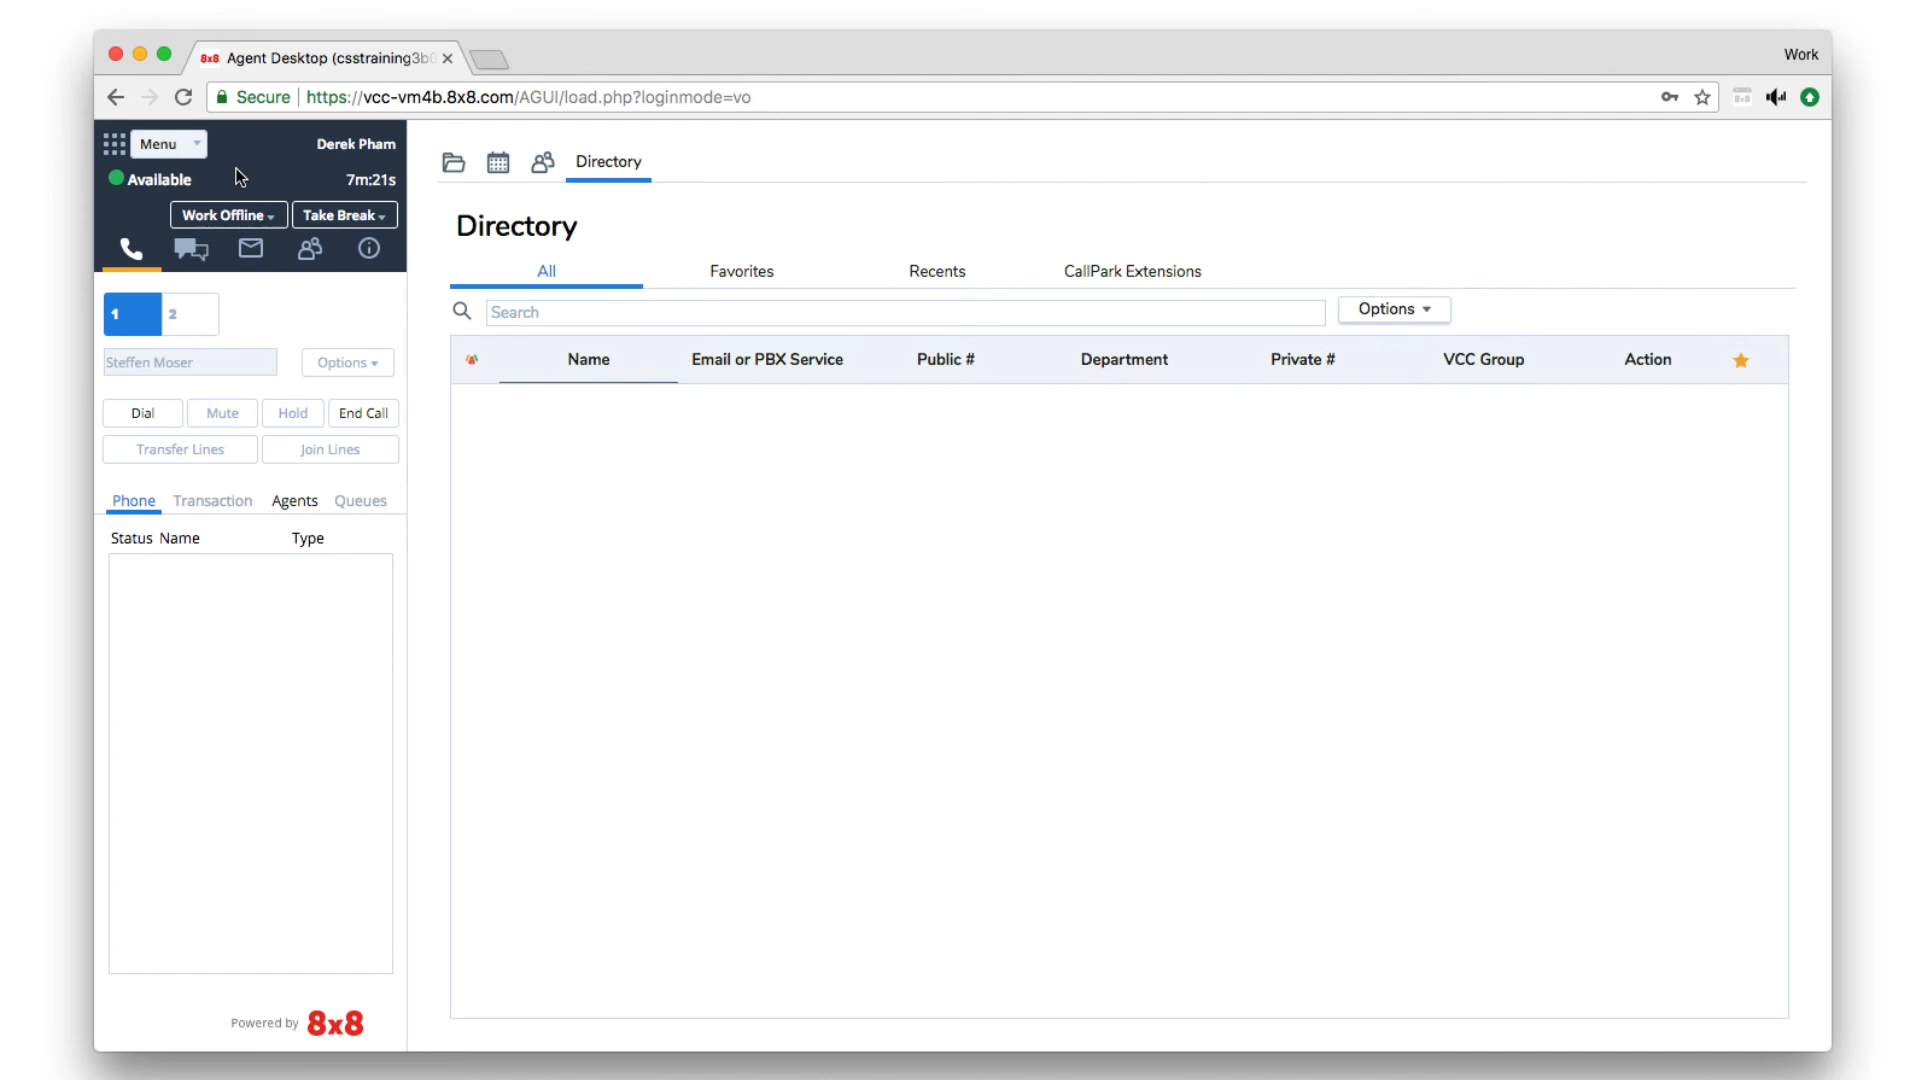 8x8 Agent Desktop (csstraining3b0
Work
Secure https://vcc-vm4b.8x8.com/AGUI/load.php?loginmode=vo
Menu Derek Pham
Available 7m:21s
Work Offline Take Break
1 2
Steffen Moser Options
Dial Mute Hold End Call
Transfer Lines Join Lines
Phone Transaction Agents Queues
Status Name Type
Powered by 8x8
Directory
Directory
All Favorites Recents CallPark Extensions
Search Options
Name Email or PBX Service Public # Department Private # VCC Group Action